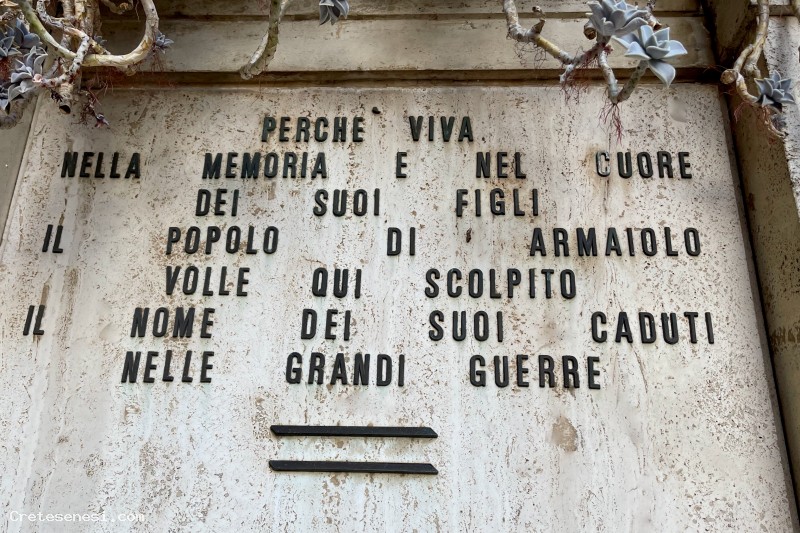 PERCHE VIVA
NELLA MEMORIA E NEL CUORE
DEI SUOI FIGLI
IL POPOLO DI ARMAIOLO
VOLLE QUI SCOLPITO
IL NOME DEI SUOI CADUTI
NELLE GRANDI GUERRE
Cretesenesi.com